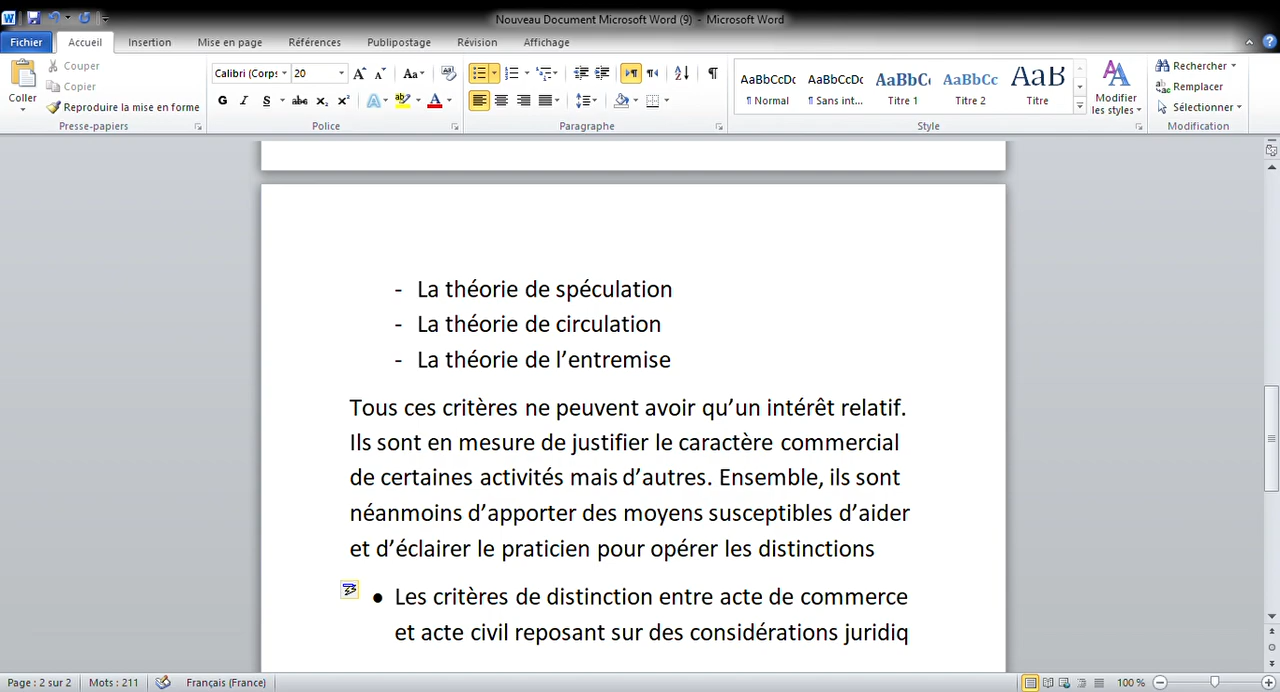 Nouveau Document Microsoft Word (9) - Microsoft Word
Fichier Accueil Insertion Mise en page Références Publipostage Révision Affichage
Coller
Couper
Copier
Reproduire la mise en forme
Presse-papiers
Calibri (Corps 20
Police
Paragraphe
AaBbCcDc AaBbCcDc AaBbC AaBbCc AaB
¶ Normal ¶ Sans int... Titre 1 Titre 2 Titre
Style
Modifier
les styles
Rechercher
Remplacer
Sélectionner
Modification
- La théorie de spéculation
- La théorie de circulation
- La théorie de l’entremise
Tous ces critères ne peuvent avoir qu’un intérêt relatif.
Ils sont en mesure de justifier le caractère commercial
de certaines activités mais d’autres. Ensemble, ils sont
néanmoins d’apporter des moyens susceptibles d’aider
et d’éclairer le praticien pour opérer les distinctions
● Les critères de distinction entre acte de commerce
et acte civil reposant sur des considérations juridiq
Page : 2 sur 2 Mots : 211 Français (France) 100 %